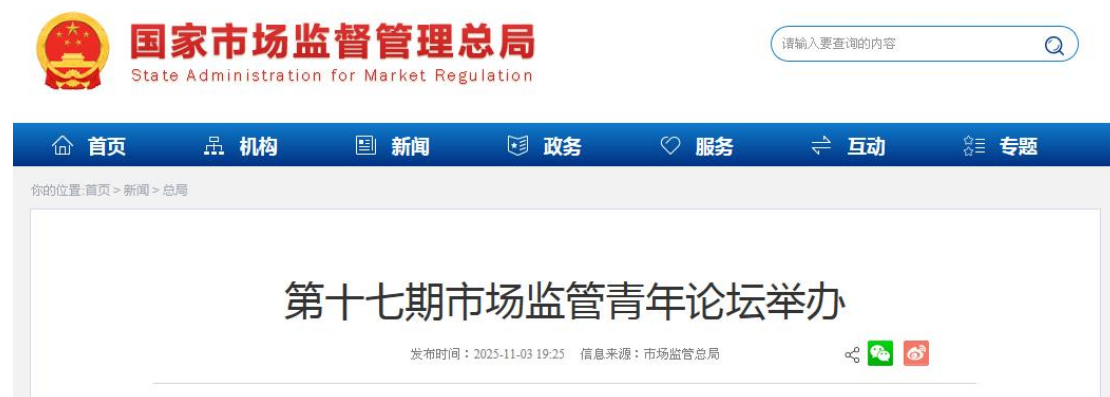 国家市场监督管理总局
State Administration for Market Regulation
请输入要查询的内容
首页 机构 新闻 政务 服务 互动 专题
你的位置:首页 > 新闻 > 总局
第十七期市场监管青年论坛举办
发布时间：2025-11-03 19:25 信息来源：市场监管总局